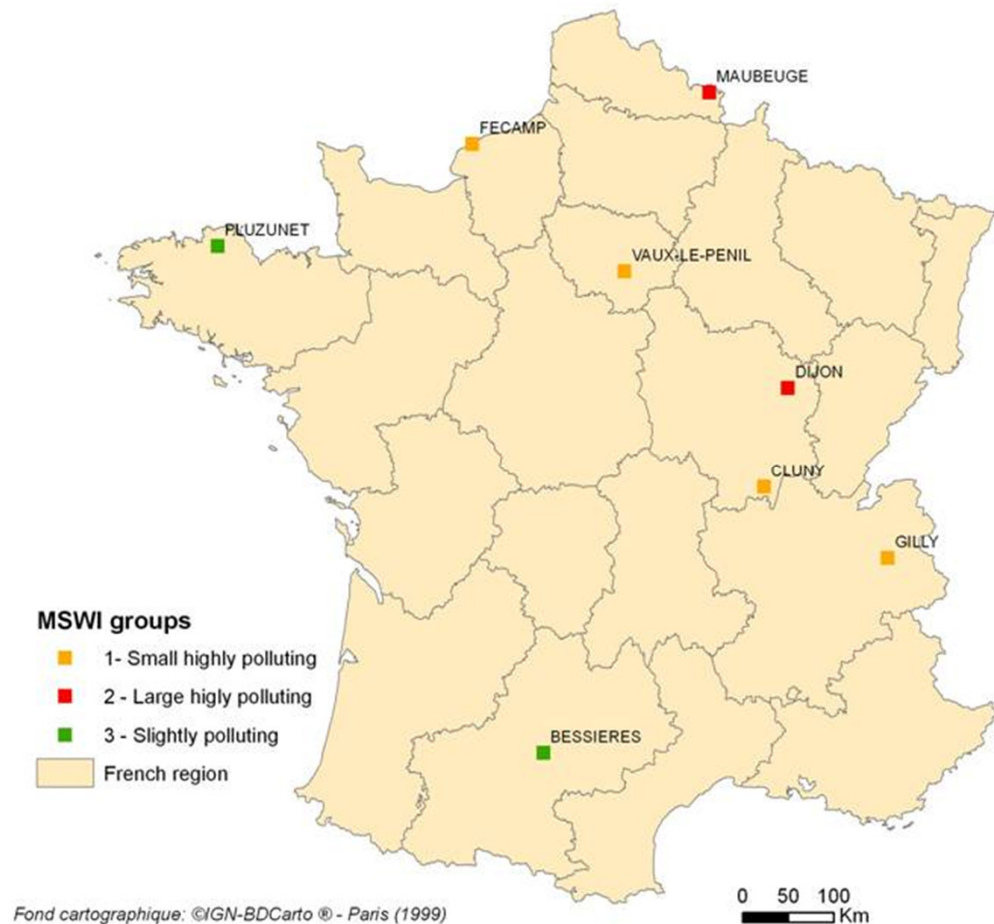 MAUBEUGE
FECAMP
PLUZUNET
VAUX-LE-PENIL
DIJON
CLUNY
GILLY
MSWI groups
1- Small highly polluting
2 - Large higly polluting
3 - Slightly polluting
BESSIERES
French region
0 50 100
Km
Fond cartographique: ©IGN-BDCarto ® - Paris (1999)